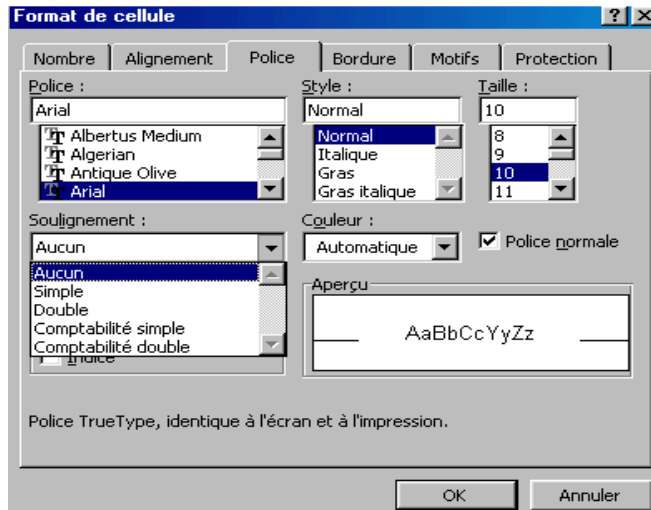 Format de cellule
Nombre Alignement Police Bordure Motifs Protection
Police : Style : Taille :
Arial Normal 10
Albertus Medium Normal 8
Algerian Italique 9
Antique Olive Gras 10
Arial Gras italique 11
Soulignement : Couleur :
Aucun Automatique Police normale
Aucun
Simple
Double
Comptabilité simple
Comptabilité double
Indice
Aperçu
AaBbCcYyZz
Police TrueType, identique à l'écran et à l'impression.
OK Annuler